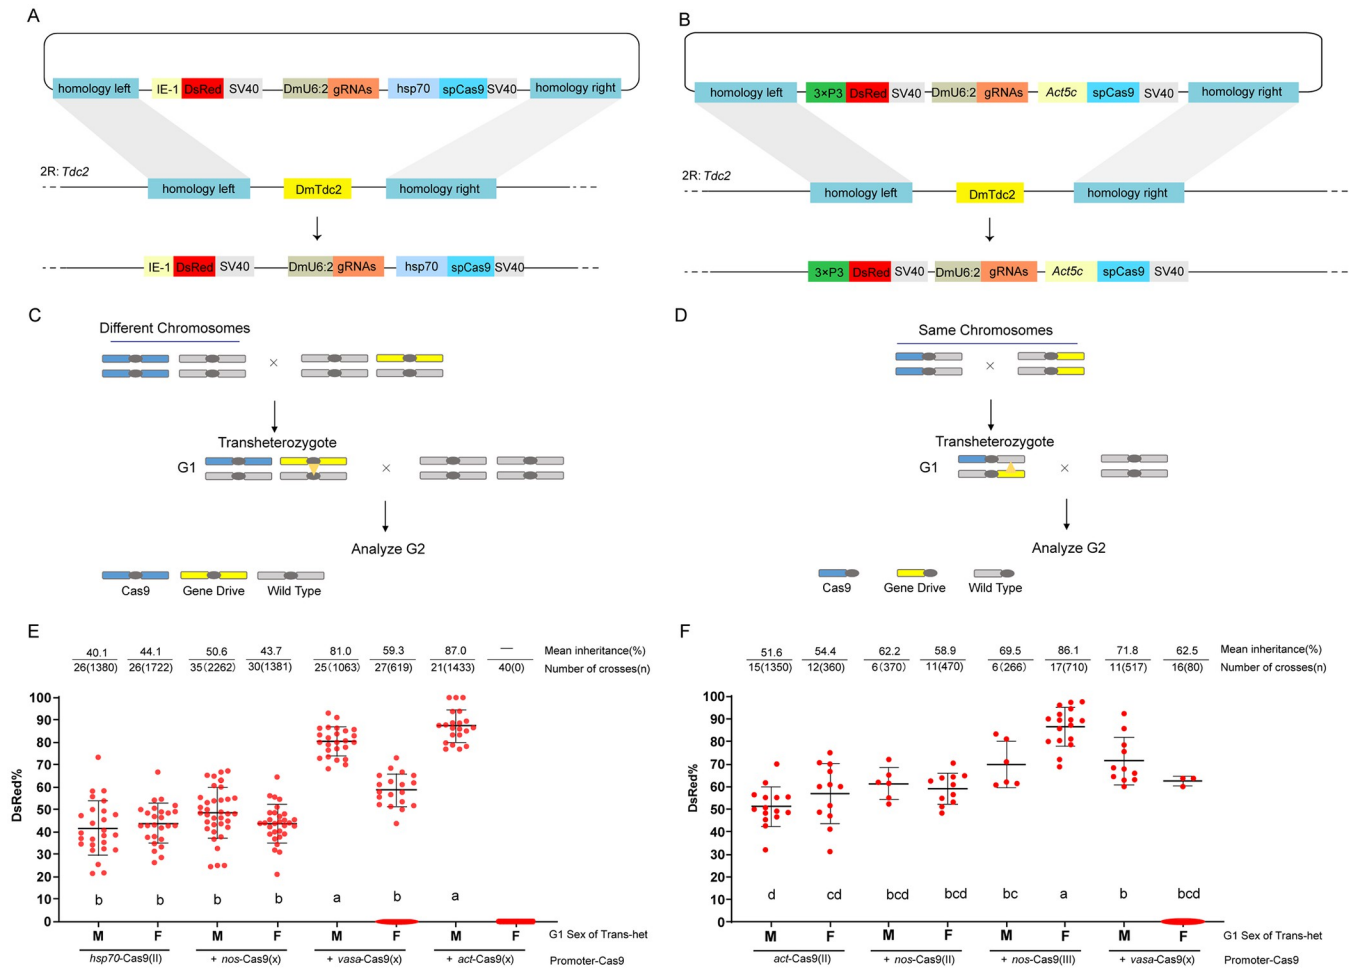 A
homology left
IE-1
DsRed
SV40
DmU6:2
gRNAs
hsp70
spCas9
SV40
homology right
2R: Tdc2
homology left
DmTdc2
homology right
IE-1
DsRed
SV40
DmU6:2
gRNAs
hsp70
spCas9
SV40
B
homology left
3×P3
DsRed
SV40
DmU6:2
gRNAs
Act5c
spCas9
SV40
homology right
2R: Tdc2
homology left
DmTdc2
homology right
3×P3
DsRed
SV40
DmU6:2
gRNAs
Act5c
spCas9
SV40
C
Different Chromosomes
×
Transheterozygote
G1
×
Analyze G2
Cas9
Gene Drive
Wild Type
D
Same Chromosomes
×
Transheterozygote
G1
×
Analyze G2
Cas9
Gene Drive
Wild Type
E
40.1 44.1 50.6 43.7 81.0 59.3 87.0 — Mean inheritance(%)
26(1380) 26(1722) 35(2262) 30(1381) 25(1063) 27(619) 21(1433) 40(0) Number of crosses(n)
DsRed%
100
90
80
70
60
50
40
30
20
10
0
b b b b a b a
M F M F M F M F G1 Sex of Trans-het
hsp70-Cas9(II) + nos-Cas9(x) + vasa-Cas9(x) + act-Cas9(x) Promoter-Cas9
F
51.6 54.4 62.2 58.9 69.5 86.1 71.8 62.5 Mean inheritance(%)
15(1350) 12(360) 6(370) 11(470) 6(266) 17(710) 11(517) 16(80) Number of crosses(n)
DsRed%
100
90
80
70
60
50
40
30
20
10
0
d cd bcd bcd bc a b bcd
M F M F M F M F G1 Sex of Trans-het
act-Cas9(II) + nos-Cas9(II) + nos-Cas9(III) + vasa-Cas9(x) Promoter-Cas9